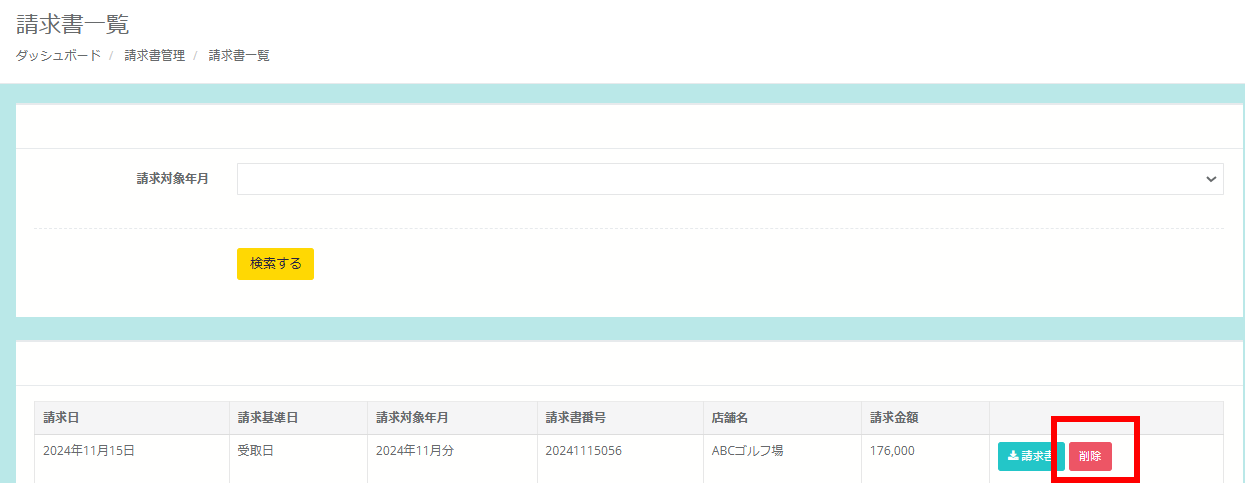 請求書一覧
ダッシュボード / 請求書管理 / 請求書一覧
請求対象年月
検索する
請求日 請求基準日 請求対象年月 請求書番号 店舗名 請求金額
2024年11月15日 受取日 2024年11月分 20241115056 ABCゴルフ場 176,000 請求書 削除